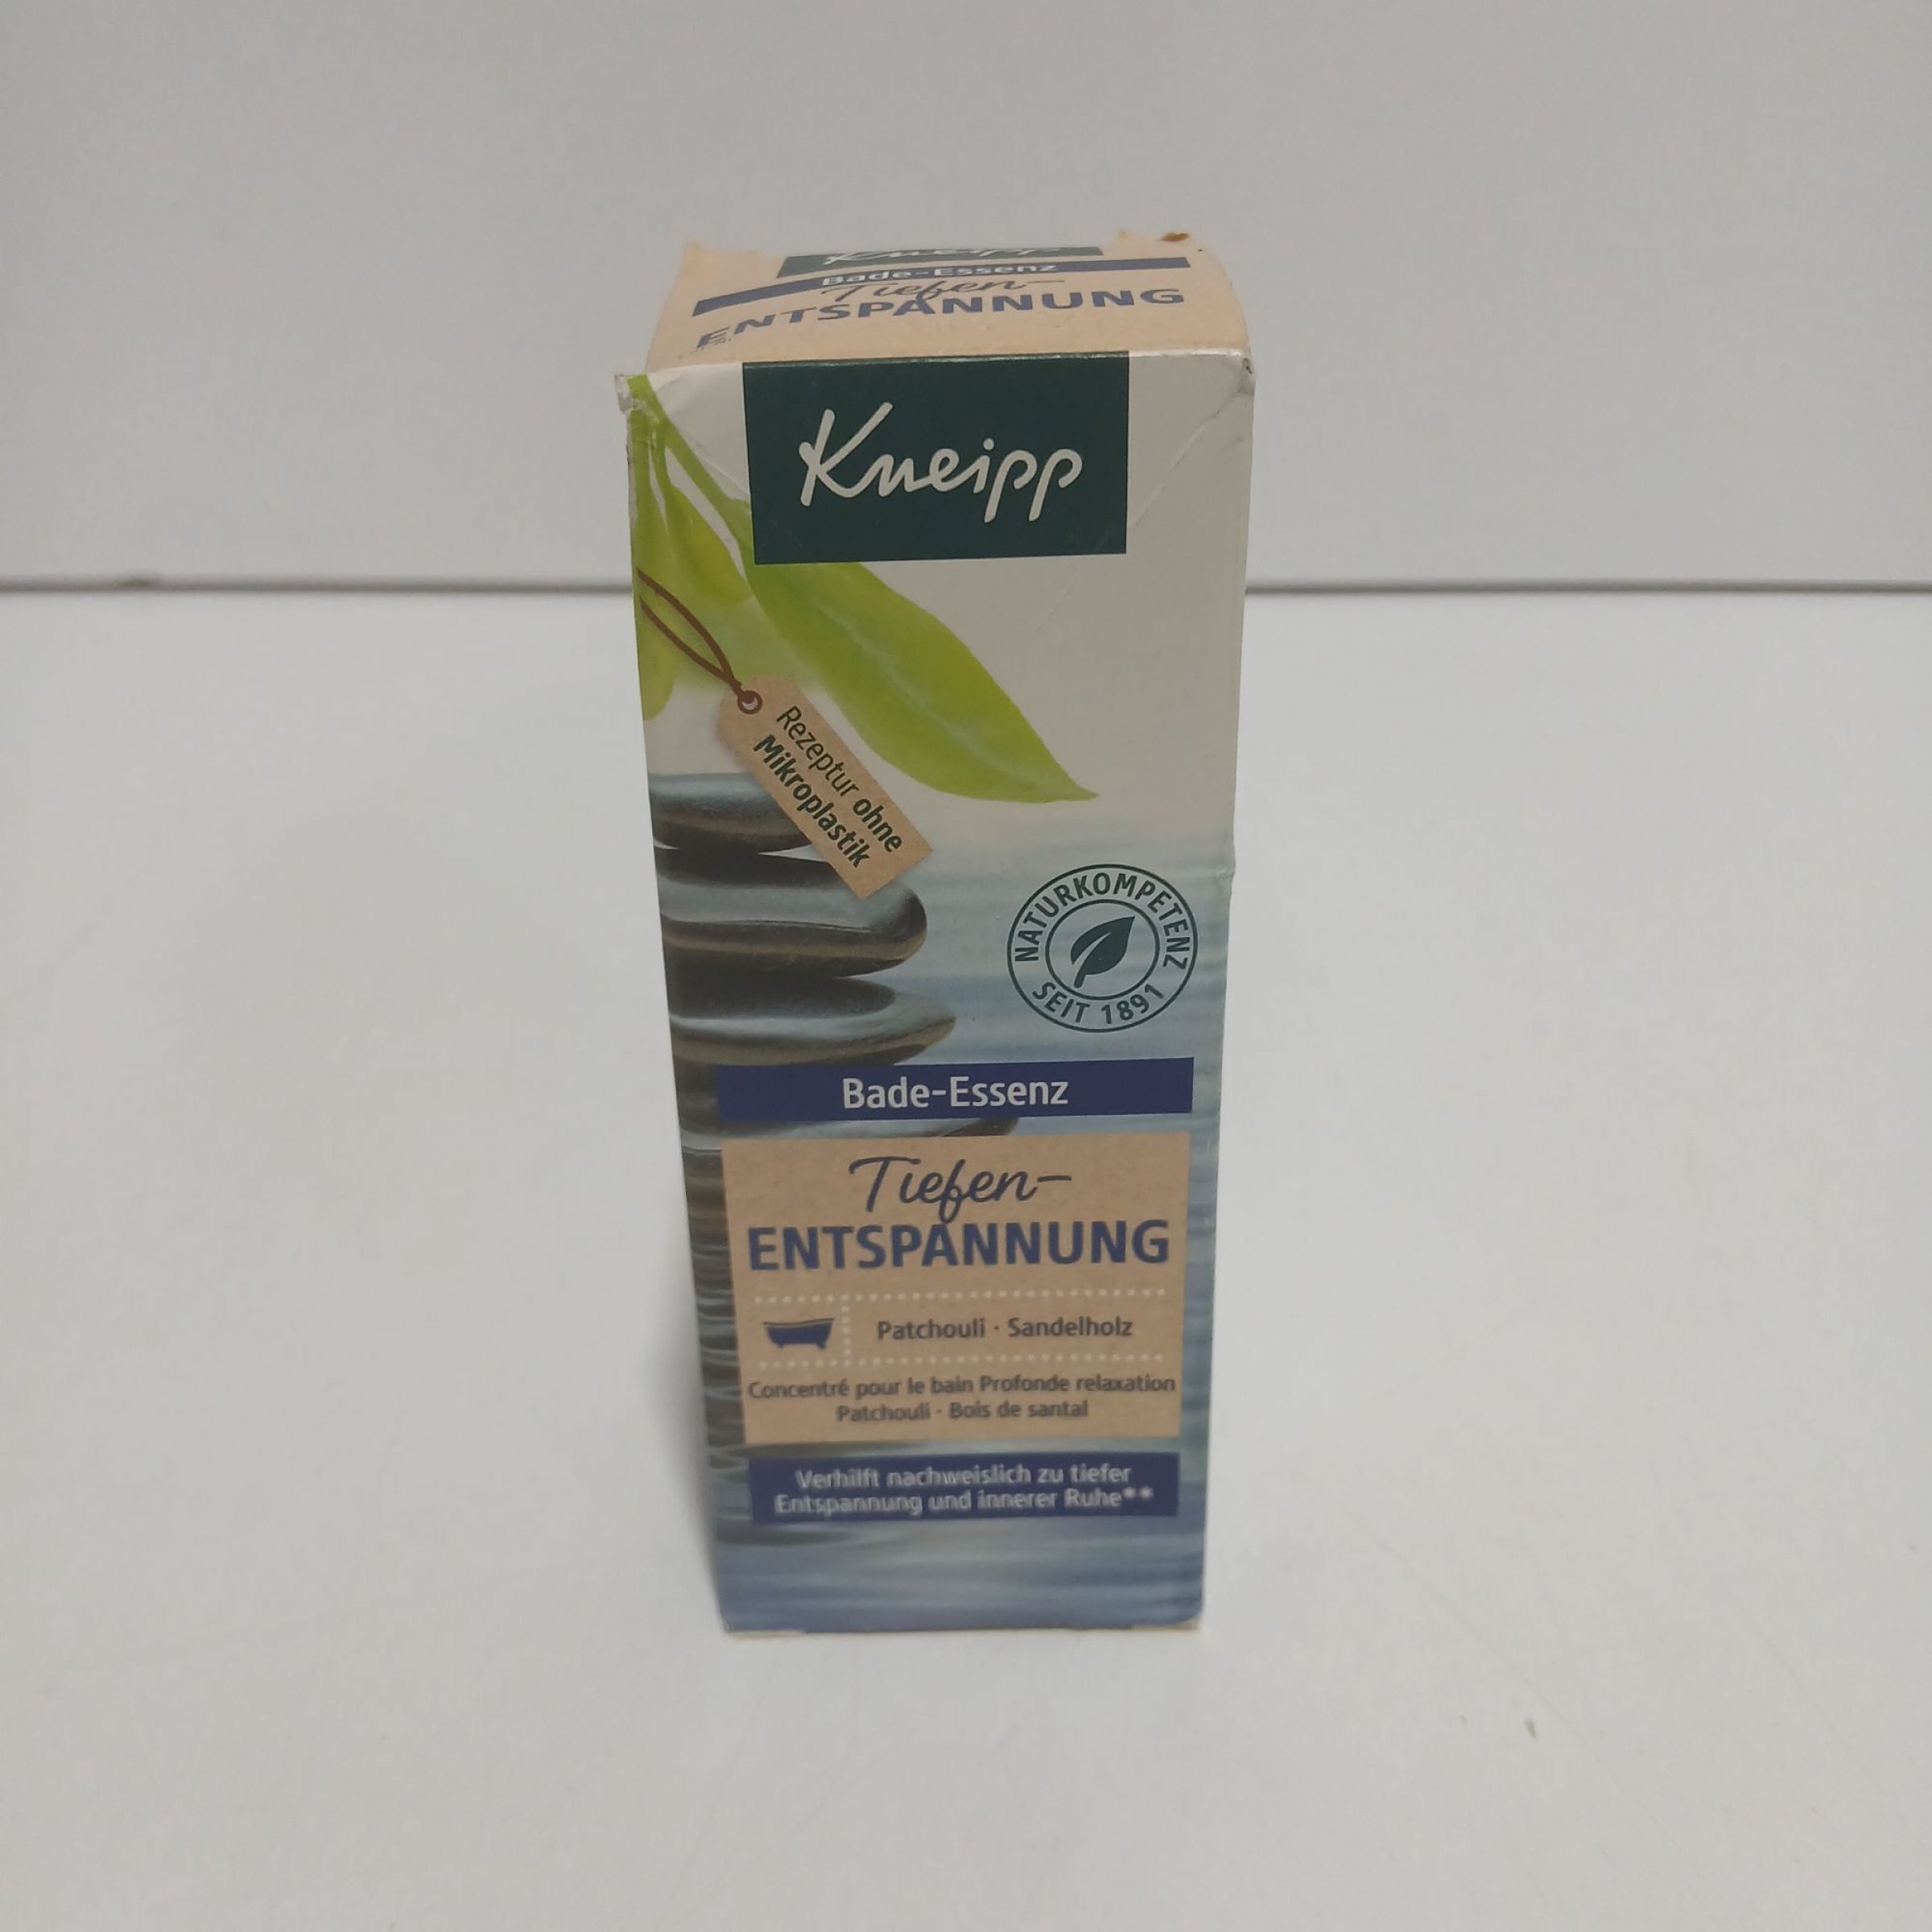 Kneipp
Bade-Essenz
Tiefen-
ENTSPANNUNG
Kneipp
Rezeptur ohne
Mikroplastik
NATURKOMPETENZ
SEIT 1891
Bade-Essenz
Tiefen-
ENTSPANNUNG
Patchouli · Sandelholz
Concentré pour le bain Profonde relaxation
Patchouli · Bois de santal
Verhilft nachweislich zu tiefer
Entspannung und innerer Ruhe**